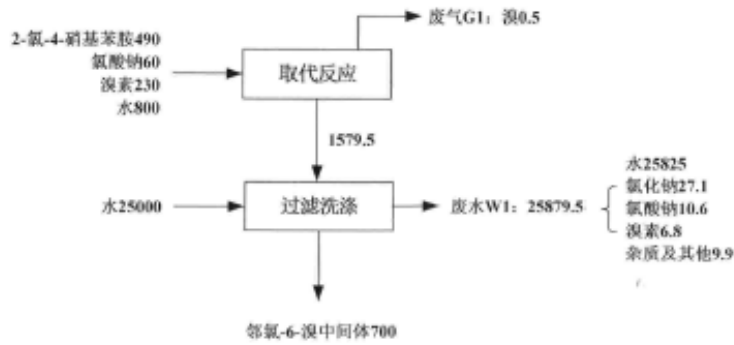 废气G1：溴0.5
2-氯-4-硝基苯胺490
氯酸钠60
溴素230
水800
取代反应
1579.5
水25000
过滤洗涤
废水W1：25879.5
水25825
氯化钠27.1
氯酸钠10.6
溴素6.8
杂质及其他9.9
邻氯-6-溴中间体700